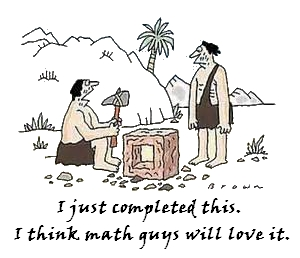 Brown
I just completed this.
I think math guys will love it.